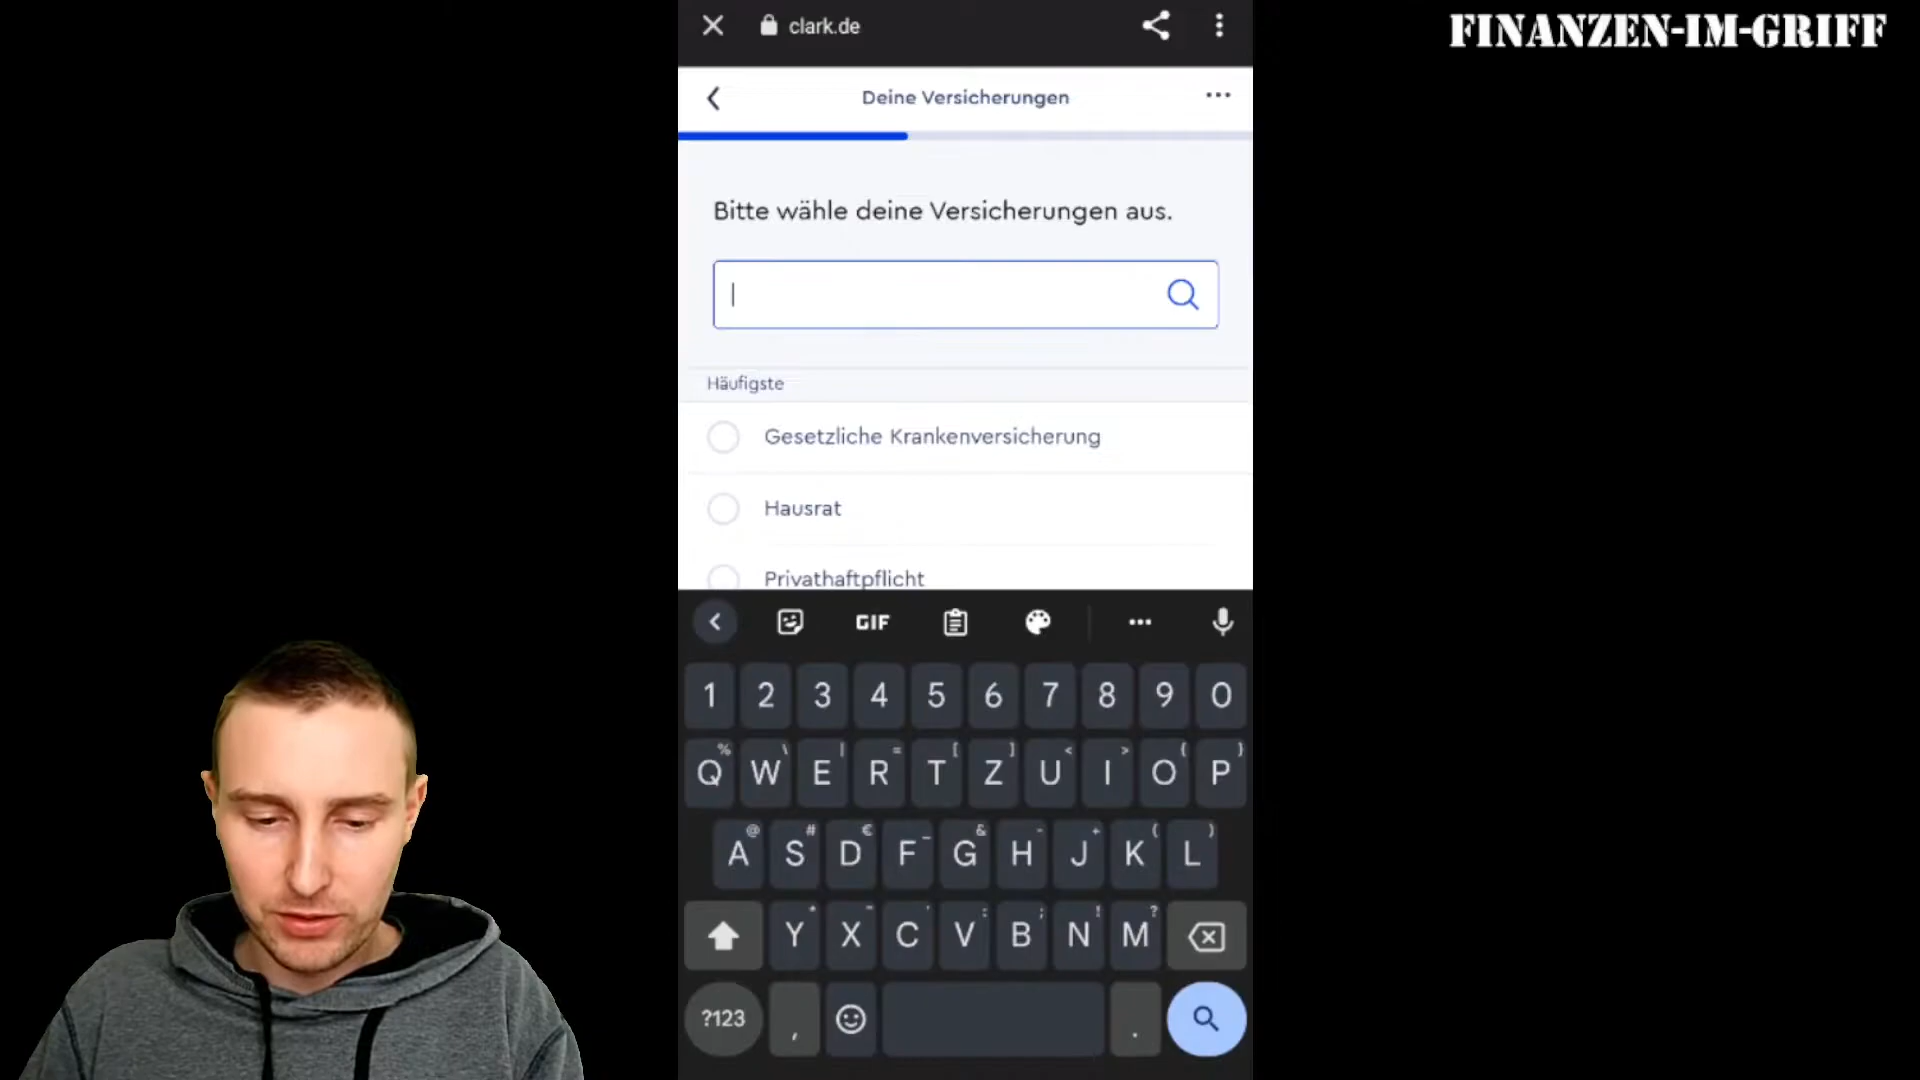 clark.de
FINANZEN-IM-GRIFF
Deine Versicherungen
Bitte wähle deine Versicherungen aus.
Häufigste
Gesetzliche Krankenversicherung
Hausrat
Privathaftpflicht
GIF
1 2 3 4 5 6 7 8 9 0
% \ | = [ ] < > { }
Q W E R T Z U I O P
@ # € _ & - + ( )
A S D F G H J K L
* " ' : ; ! ?
Y X C V B N M
?123 , .